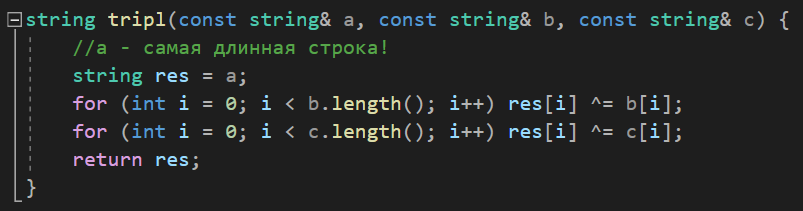 string tripl(const string& a, const string& b, const string& c) {
//a - самая длинная строка!
string res = a;
for (int i = 0; i < b.length(); i++) res[i] ^= b[i];
for (int i = 0; i < c.length(); i++) res[i] ^= c[i];
return res;
}